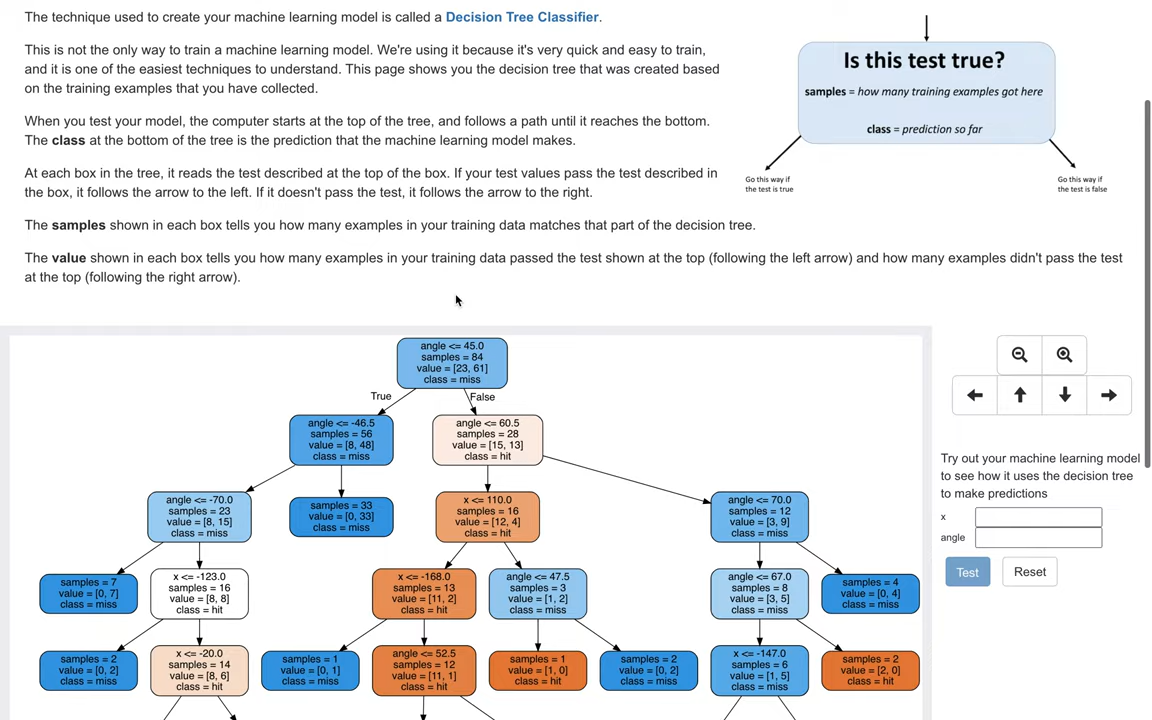 The technique used to create your machine learning model is called a Decision Tree Classifier.
This is not the only way to train a machine learning model. We're using it because it's very quick and easy to train,
and it is one of the easiest techniques to understand. This page shows you the decision tree that was created based
on the training examples that you have collected.
When you test your model, the computer starts at the top of the tree, and follows a path until it reaches the bottom.
The class at the bottom of the tree is the prediction that the machine learning model makes.
At each box in the tree, it reads the test described at the top of the box. If your test values pass the test described in
the box, it follows the arrow to the left. If it doesn't pass the test, it follows the arrow to the right.
The samples shown in each box tells you how many examples in your training data matches that part of the decision tree.
The value shown in each box tells you how many examples in your training data passed the test shown at the top (following the left arrow) and how many examples didn't pass the test
at the top (following the right arrow).
Is this test true?
samples = how many training examples got here
class = prediction so far
Go this way if
the test is true
Go this way if
the test is false
angle <= 45.0
samples = 84
value = [23, 61]
class = miss
True
False
angle <= -46.5
samples = 56
value = [8, 48]
class = miss
angle <= 60.5
samples = 28
value = [15, 13]
class = hit
angle <= -70.0
samples = 23
value = [8, 15]
class = miss
samples = 33
value = [0, 33]
class = miss
x <= 110.0
samples = 16
value = [12, 4]
class = hit
angle <= 70.0
samples = 12
value = [3, 9]
class = miss
samples = 7
value = [0, 7]
class = miss
x <= -123.0
samples = 16
value = [8, 8]
class = hit
x <= -168.0
samples = 13
value = [11, 2]
class = hit
angle <= 47.5
samples = 3
value = [1, 2]
class = miss
angle <= 67.0
samples = 8
value = [3, 5]
class = miss
samples = 4
value = [0, 4]
class = miss
samples = 2
value = [0, 2]
class = miss
x <= -20.0
samples = 14
value = [8, 6]
class = hit
samples = 1
value = [0, 1]
class = miss
angle <= 52.5
samples = 12
value = [11, 1]
class = hit
samples = 1
value = [1, 0]
class = hit
samples = 2
value = [0, 2]
class = miss
x <= -147.0
samples = 6
value = [1, 5]
class = miss
samples = 2
value = [2, 0]
class = hit
Try out your machine learning model
to see how it uses the decision tree
to make predictions
x
angle
Test
Reset